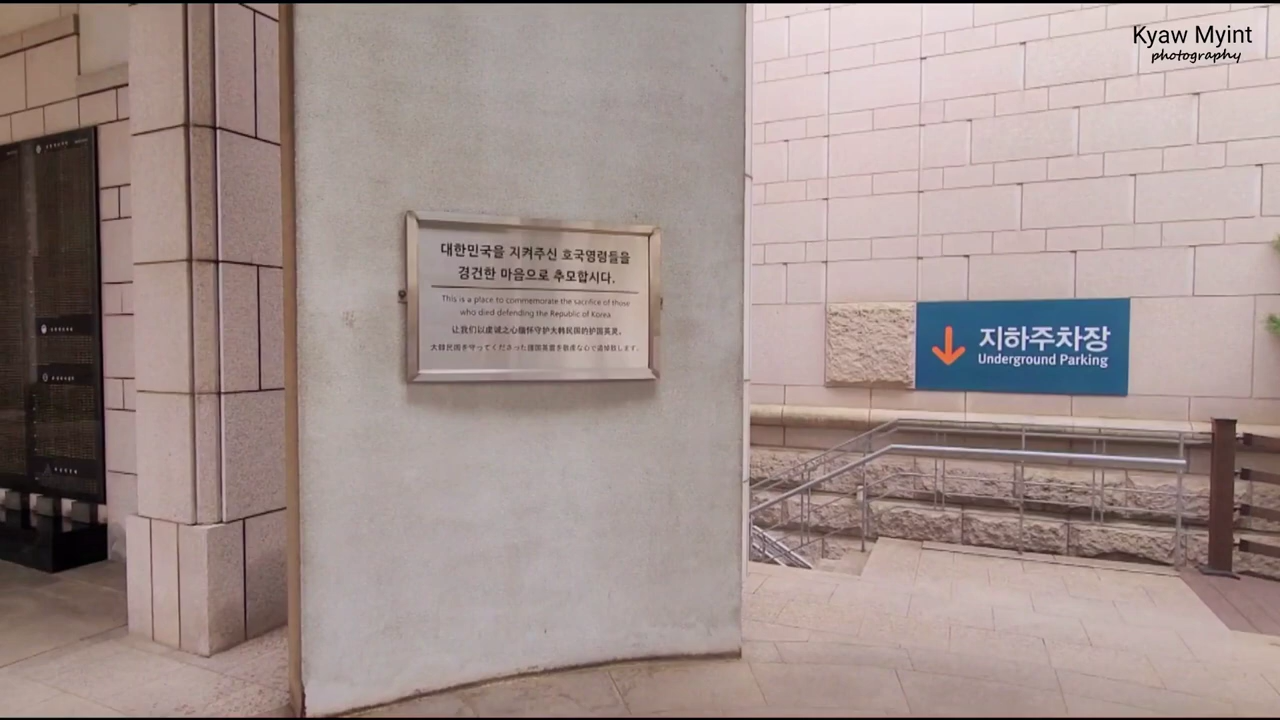 Kyaw Myint
photography
대한민국을 지켜주신 호국영령들을
경건한 마음으로 추모합시다.
This is a place to commemorate the sacrifice of those
who died defending the Republic of Korea
让我们以虔诚之心缅怀守护大韩民国的护国英灵。
大韓民国を守ってくださった護国英霊を敬虔な心で追悼致します。
지하주차장
Underground Parking